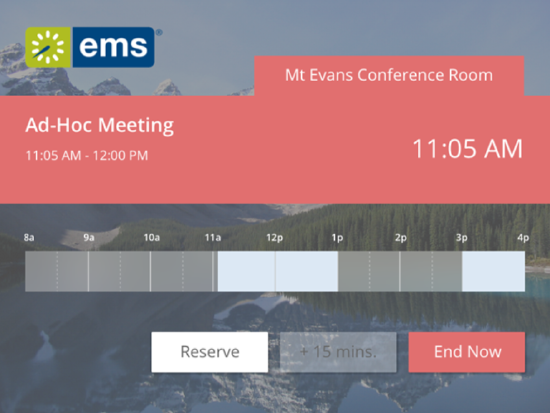 ems®
Mt Evans Conference Room
Ad-Hoc Meeting
11:05 AM - 12:00 PM
11:05 AM
8a 9a 10a 11a 12p 1p 2p 3p 4p
Reserve + 15 mins. End Now